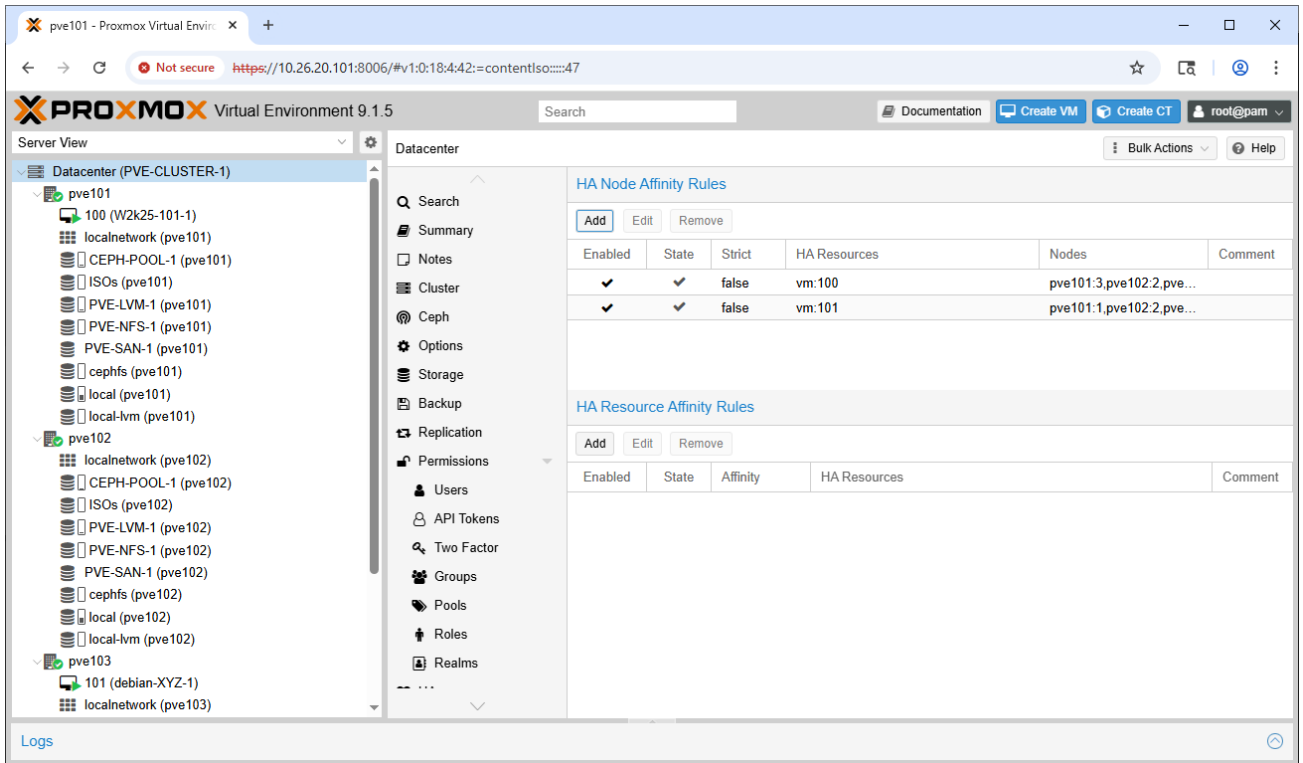 pve101 - Proxmox Virtual Enviro
Not secure https://10.26.20.101:8006/#v1:0:18:4:42:=contentIso:::::47
PROXMOX Virtual Environment 9.1.5
Search
Documentation
Create VM
Create CT
root@pam
Server View
Datacenter (PVE-CLUSTER-1)
pve101
100 (W2k25-101-1)
localnetwork (pve101)
CEPH-POOL-1 (pve101)
ISOs (pve101)
PVE-LVM-1 (pve101)
PVE-NFS-1 (pve101)
PVE-SAN-1 (pve101)
cephfs (pve101)
local (pve101)
local-lvm (pve101)
pve102
localnetwork (pve102)
CEPH-POOL-1 (pve102)
ISOs (pve102)
PVE-LVM-1 (pve102)
PVE-NFS-1 (pve102)
PVE-SAN-1 (pve102)
cephfs (pve102)
local (pve102)
local-lvm (pve102)
pve103
101 (debian-XYZ-1)
localnetwork (pve103)
Datacenter
Bulk Actions
Help
Search
Summary
Notes
Cluster
Ceph
Options
Storage
Backup
Replication
Permissions
Users
API Tokens
Two Factor
Groups
Pools
Roles
Realms
HA Node Affinity Rules
Add Edit Remove
Enabled State Strict HA Resources Nodes Comment
false vm:100 pve101:3,pve102:2,pve...
false vm:101 pve101:1,pve102:2,pve...
HA Resource Affinity Rules
Add Edit Remove
Enabled State Affinity HA Resources Comment
Logs